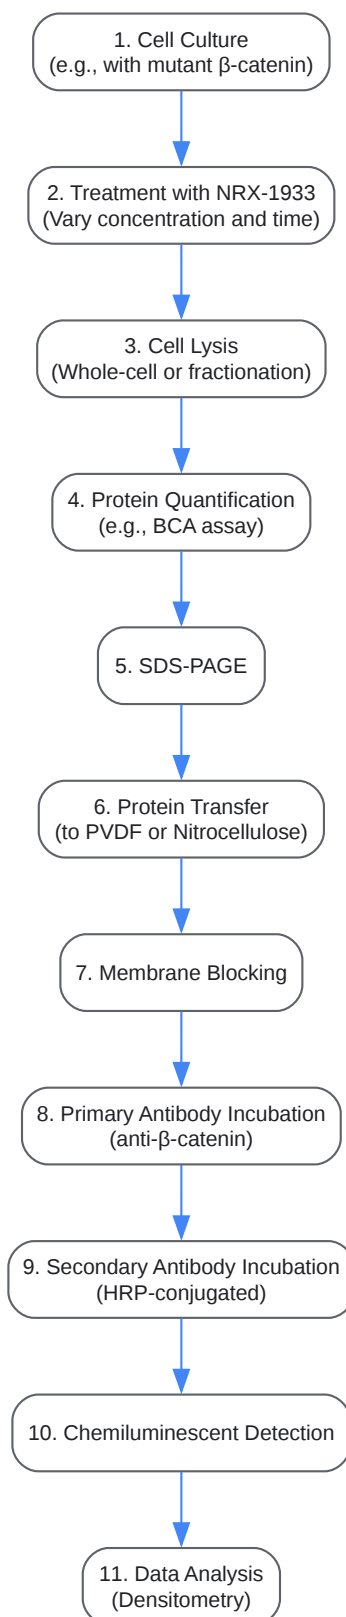 1. Cell Culture
(e.g., with mutant β-catenin)
2. Treatment with NRX-1933
(Vary concentration and time)
3. Cell Lysis
(Whole-cell or fractionation)
4. Protein Quantification
(e.g., BCA assay)
5. SDS-PAGE
6. Protein Transfer
(to PVDF or Nitrocellulose)
7. Membrane Blocking
8. Primary Antibody Incubation
(anti-β-catenin)
9. Secondary Antibody Incubation
(HRP-conjugated)
10. Chemiluminescent Detection
11. Data Analysis
(Densitometry)